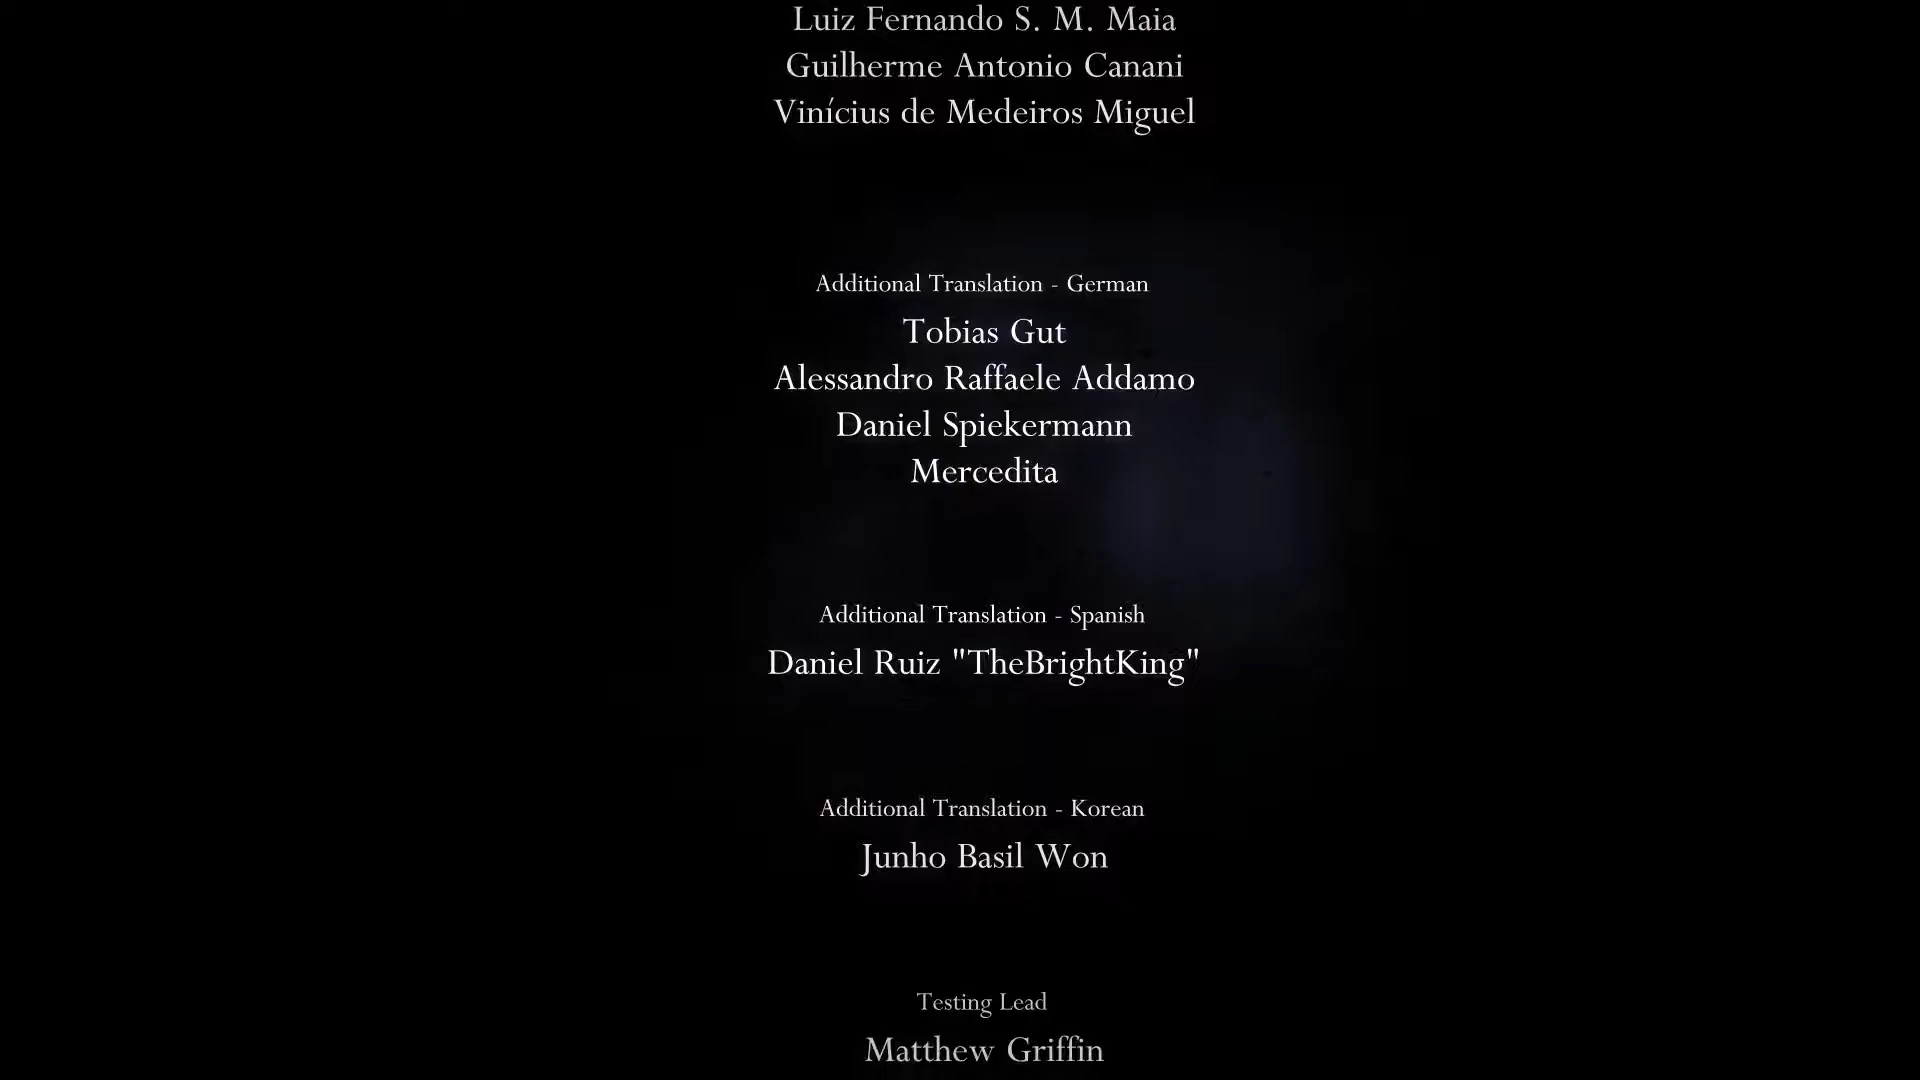 Luiz Fernando S. M. Maia
Guilherme Antonio Canani
Vinícius de Medeiros Miguel
Additional Translation - German
Tobias Gut
Alessandro Raffaele Addamo
Daniel Spiekermann
Mercedita
Additional Translation - Spanish
Daniel Ruiz "TheBrightKing"
Additional Translation - Korean
Junho Basil Won
Testing Lead
Matthew Griffin